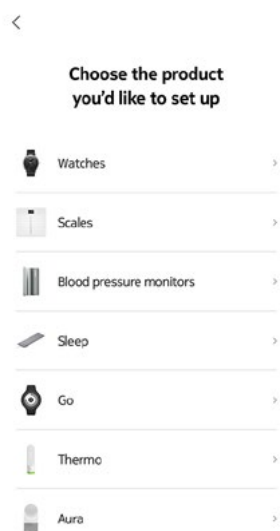 Choose the product
you'd like to set up
Watches
Scales
Blood pressure monitors
Sleep
Go
Thermo
Aura